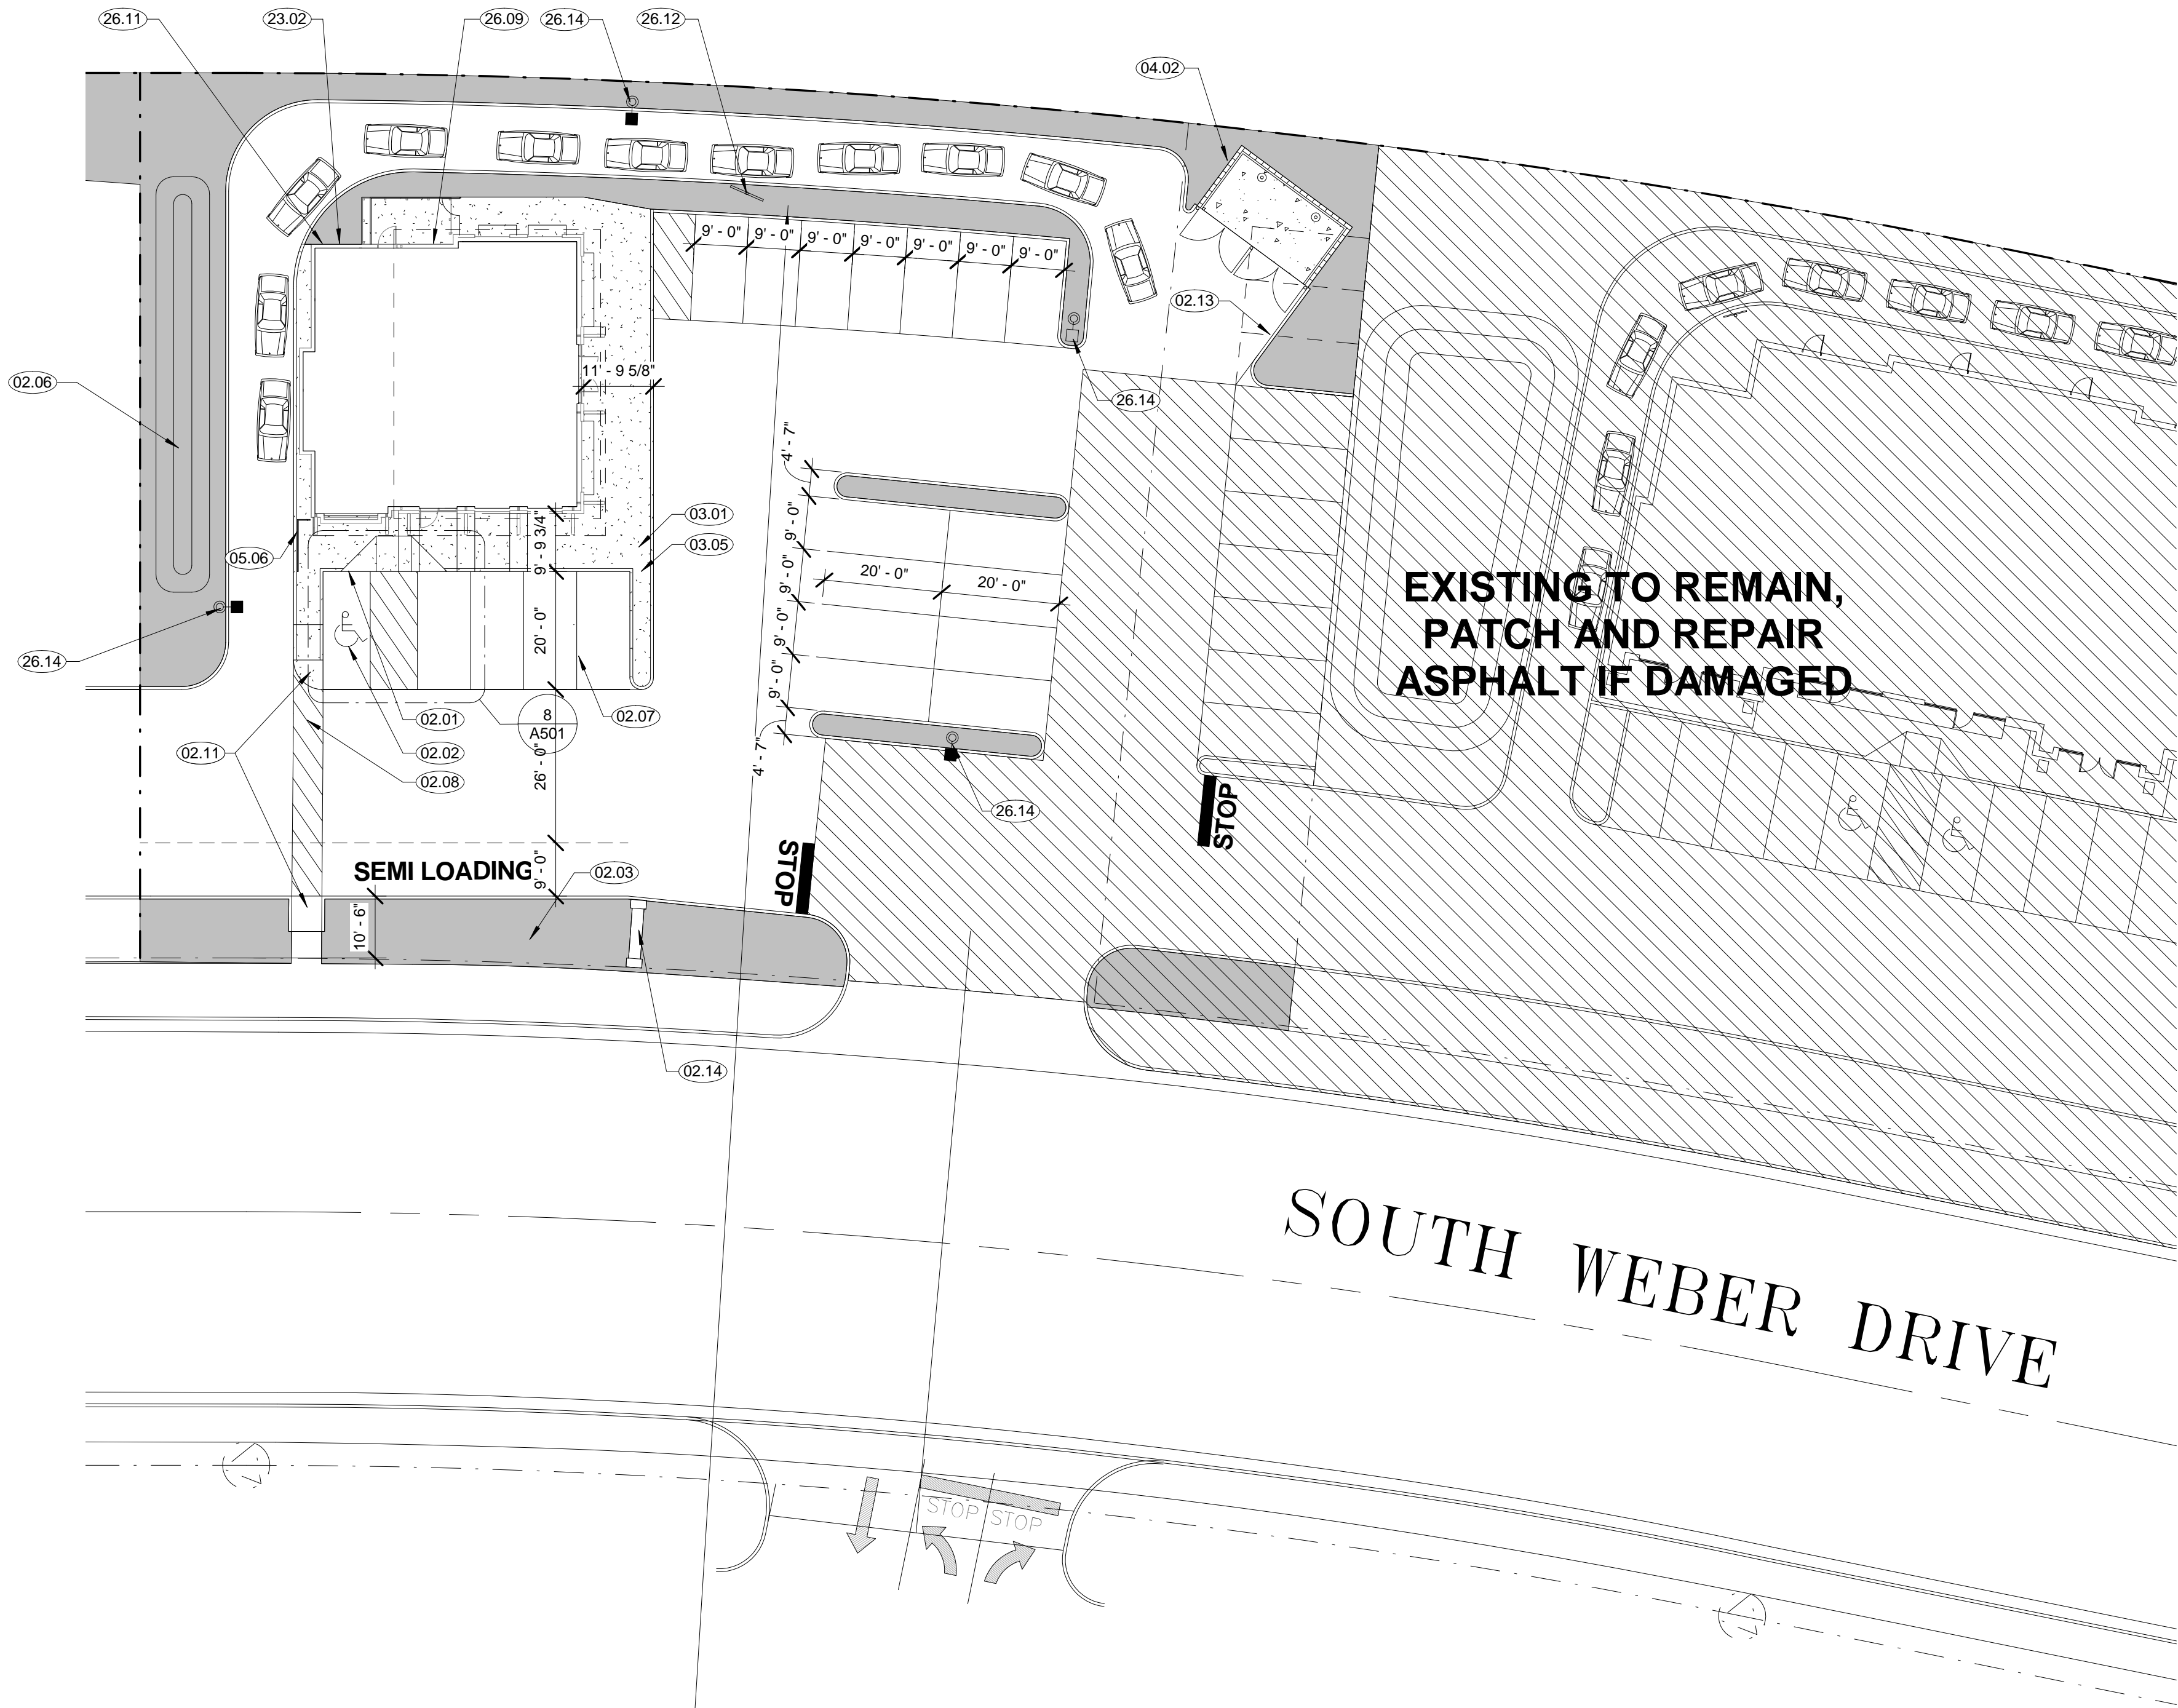 26.11
23.02
26.09
26.14
26.12
04.02
9' - 0"
9' - 0"
9' - 0"
9' - 0"
9' - 0"
9' - 0"
9' - 0"
02.13
02.06
11' - 9 5/8"
26.14
4' - 7"
9' - 0"
9' - 0"
9' - 0"
9' - 0"
4' - 7"
20' - 0"
20' - 0"
03.01
03.05
9' - 9 3/4"
05.06
20' - 0"
EXISTING TO REMAIN,
PATCH AND REPAIR
ASPHALT IF DAMAGED
26.14
02.01
8
A501
02.07
02.11
02.02
02.08
26' - 0"
26.14
STOP
STOP
SEMI LOADING
9' - 0"
02.03
10' - 6"
02.14
SOUTH WEBER DRIVE
STOP STOP